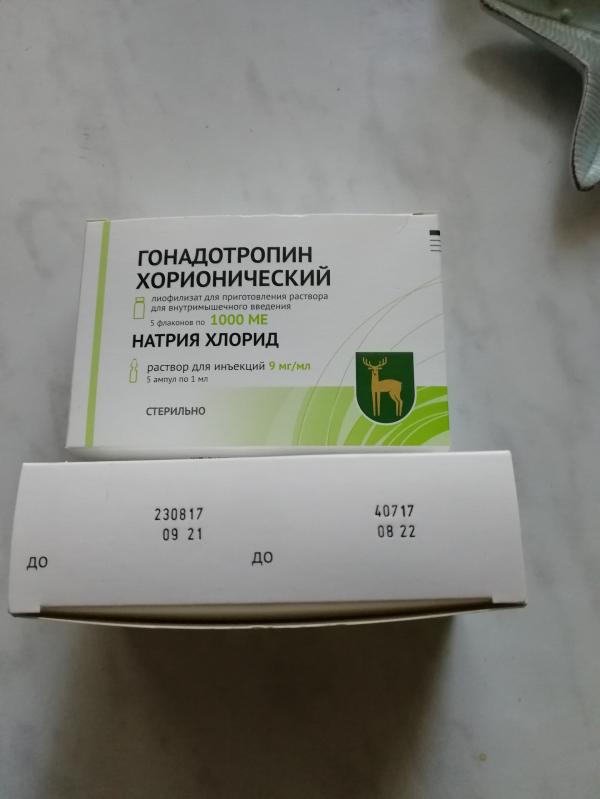 ГОНАДОТРОПИН
ХОРИОНИЧЕСКИЙ
лиофилизат для приготовления раствора
для внутримышечного введения
5 флаконов по 1000 МЕ
НАТРИЯ ХЛОРИД
раствор для инъекций 9 мг/мл
5 ампул по 1 мл
СТЕРИЛЬНО
230817 40717
09 21 08 22
ДО ДО